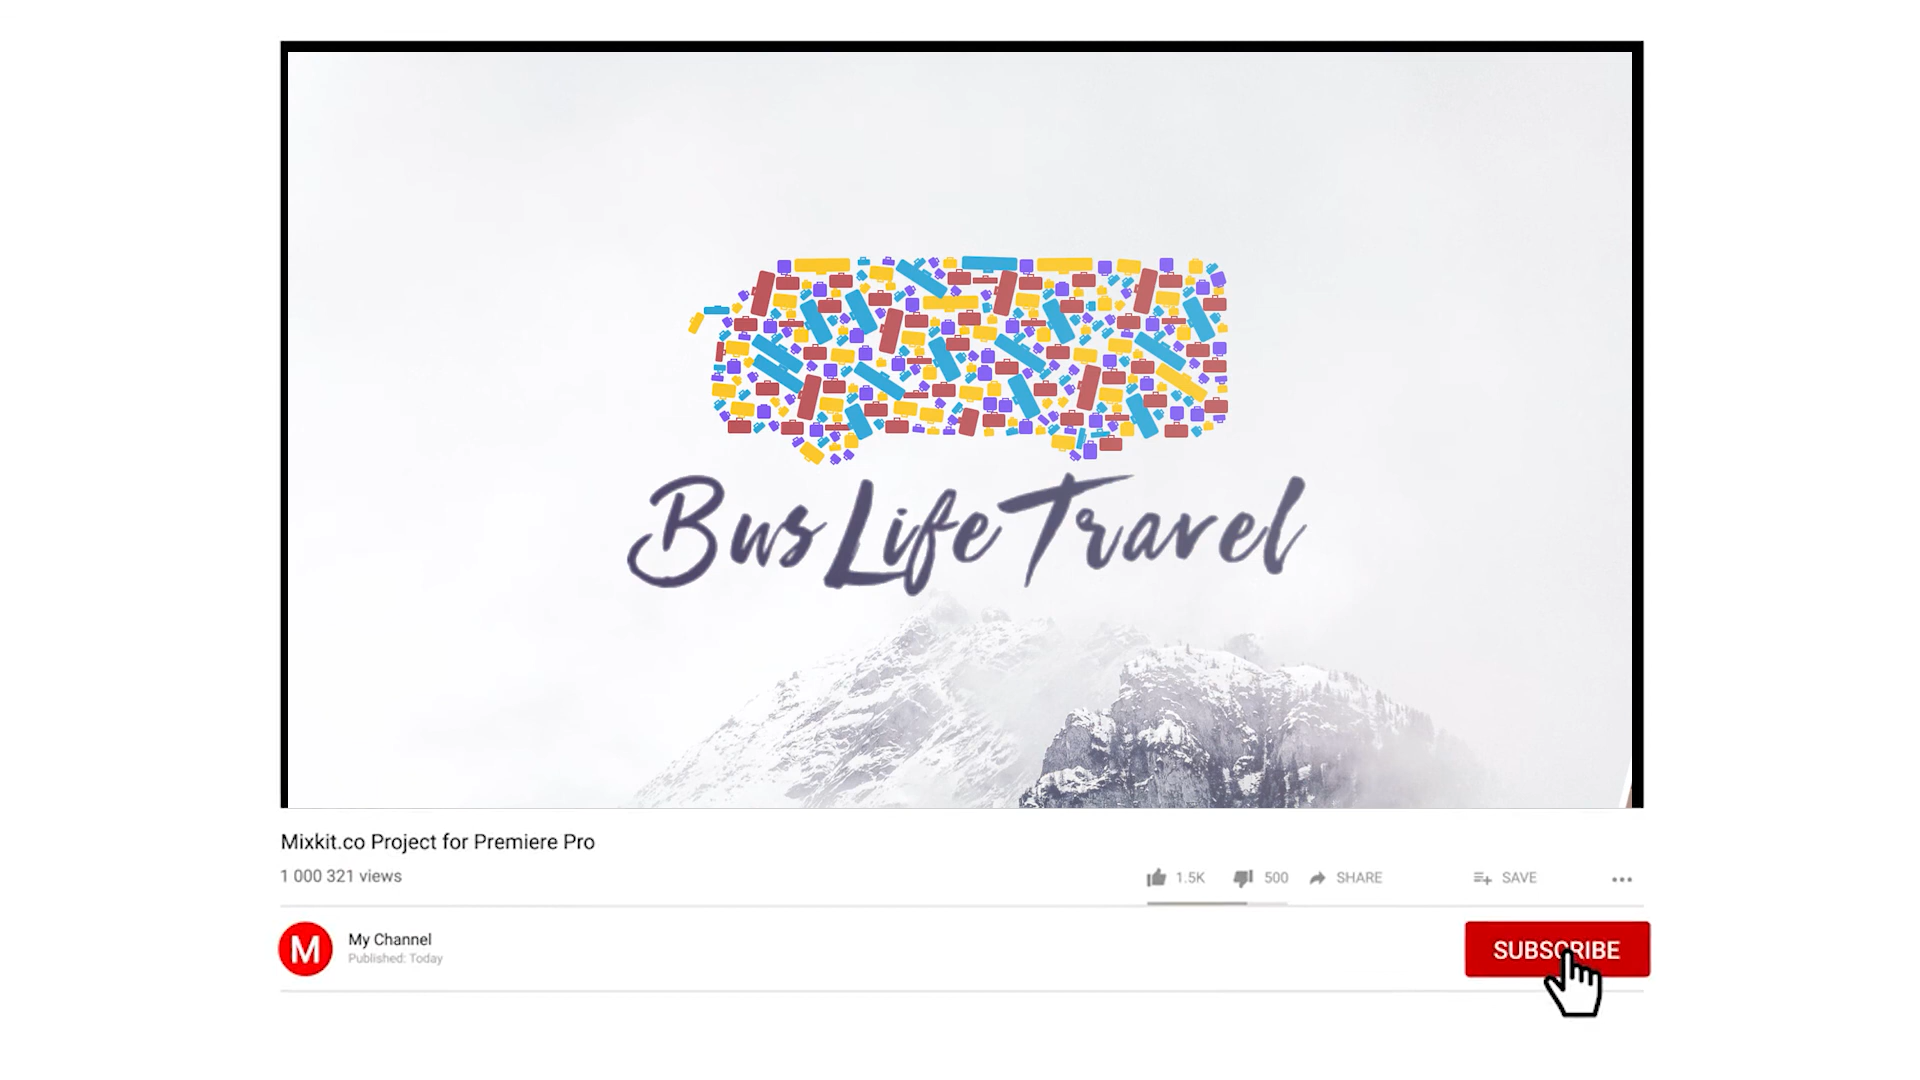 Bus Life Travel
Mixkit.co Project for Premiere Pro
1 000 321 views
1.5K
500
SHARE
SAVE
M
My Channel
Published: Today
SUBSCRIBE